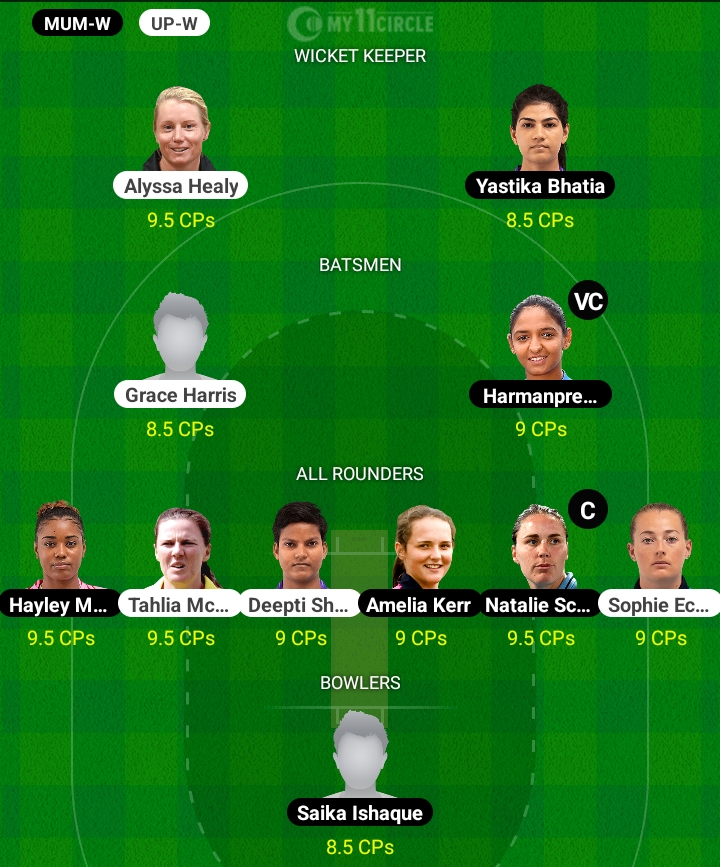 MUM-W UP-W MY11CIRCLE
WICKET KEEPER
Alyssa Healy Yastika Bhatia
9.5 CPs 8.5 CPs
BATSMEN
VC
Grace Harris Harmanpre...
8.5 CPs 9 CPs
ALL ROUNDERS
C
Hayley M... Tahlia Mc... Deepti Sh... Amelia Kerr Natalie Sc... Sophie Ec...
9.5 CPs 9.5 CPs 9 CPs 9 CPs 9.5 CPs 9 CPs
BOWLERS
Saika Ishaque
8.5 CPs